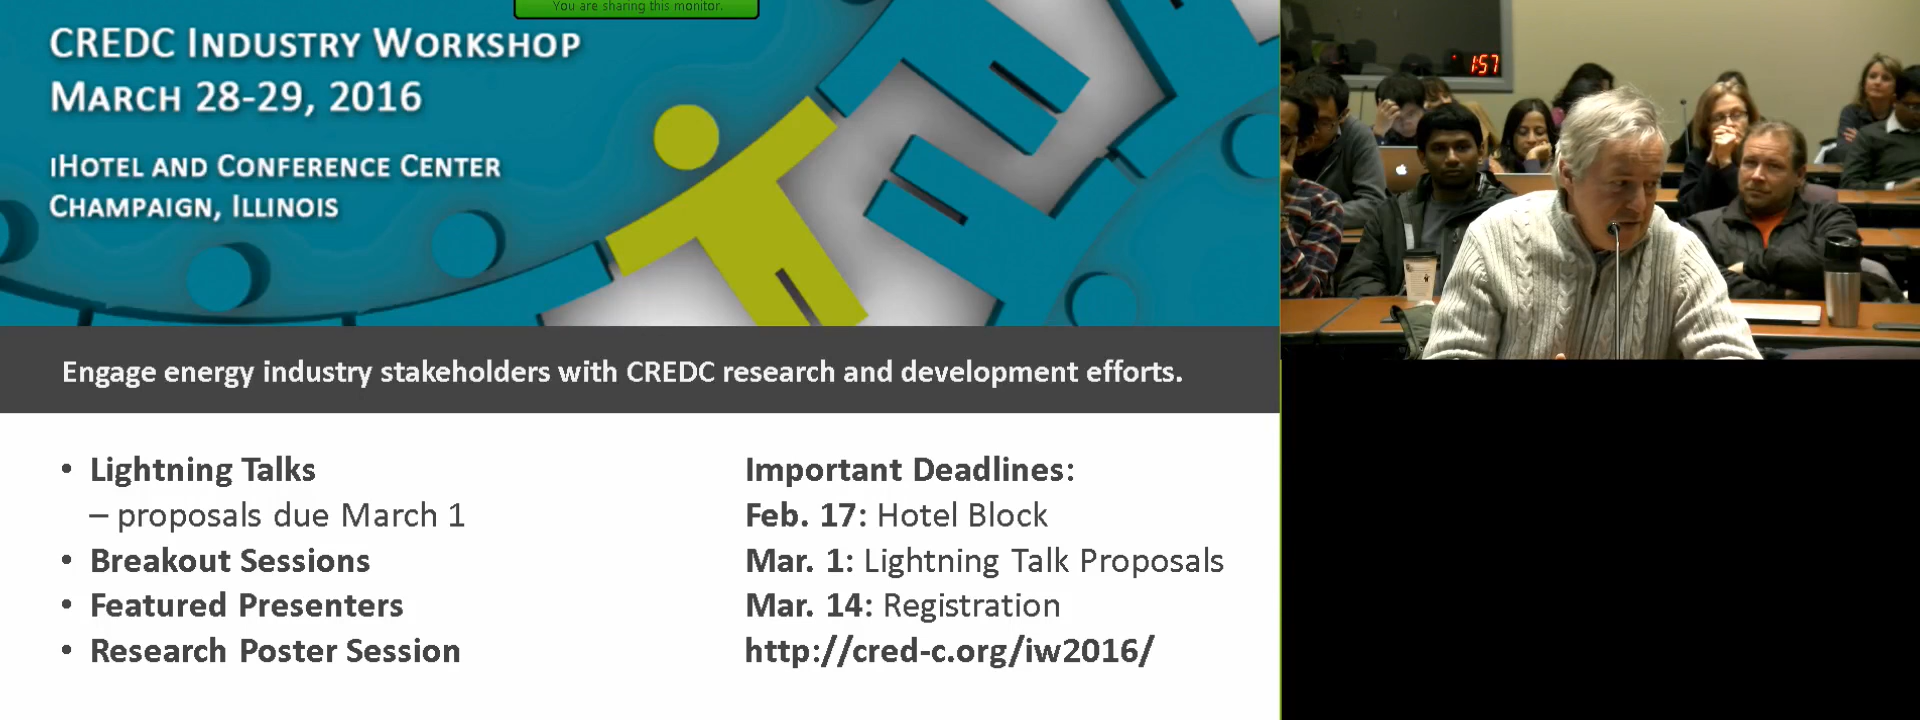 You are sharing this monitor.
CREDC INDUSTRY WORKSHOP
MARCH 28-29, 2016
IHOTEL AND CONFERENCE CENTER
CHAMPAIGN, ILLINOIS
Engage energy industry stakeholders with CREDC research and development efforts.
• Lightning Talks
– proposals due March 1
• Breakout Sessions
• Featured Presenters
• Research Poster Session
Important Deadlines:
Feb. 17: Hotel Block
Mar. 1: Lightning Talk Proposals
Mar. 14: Registration
http://cred-c.org/iw2016/
1:57